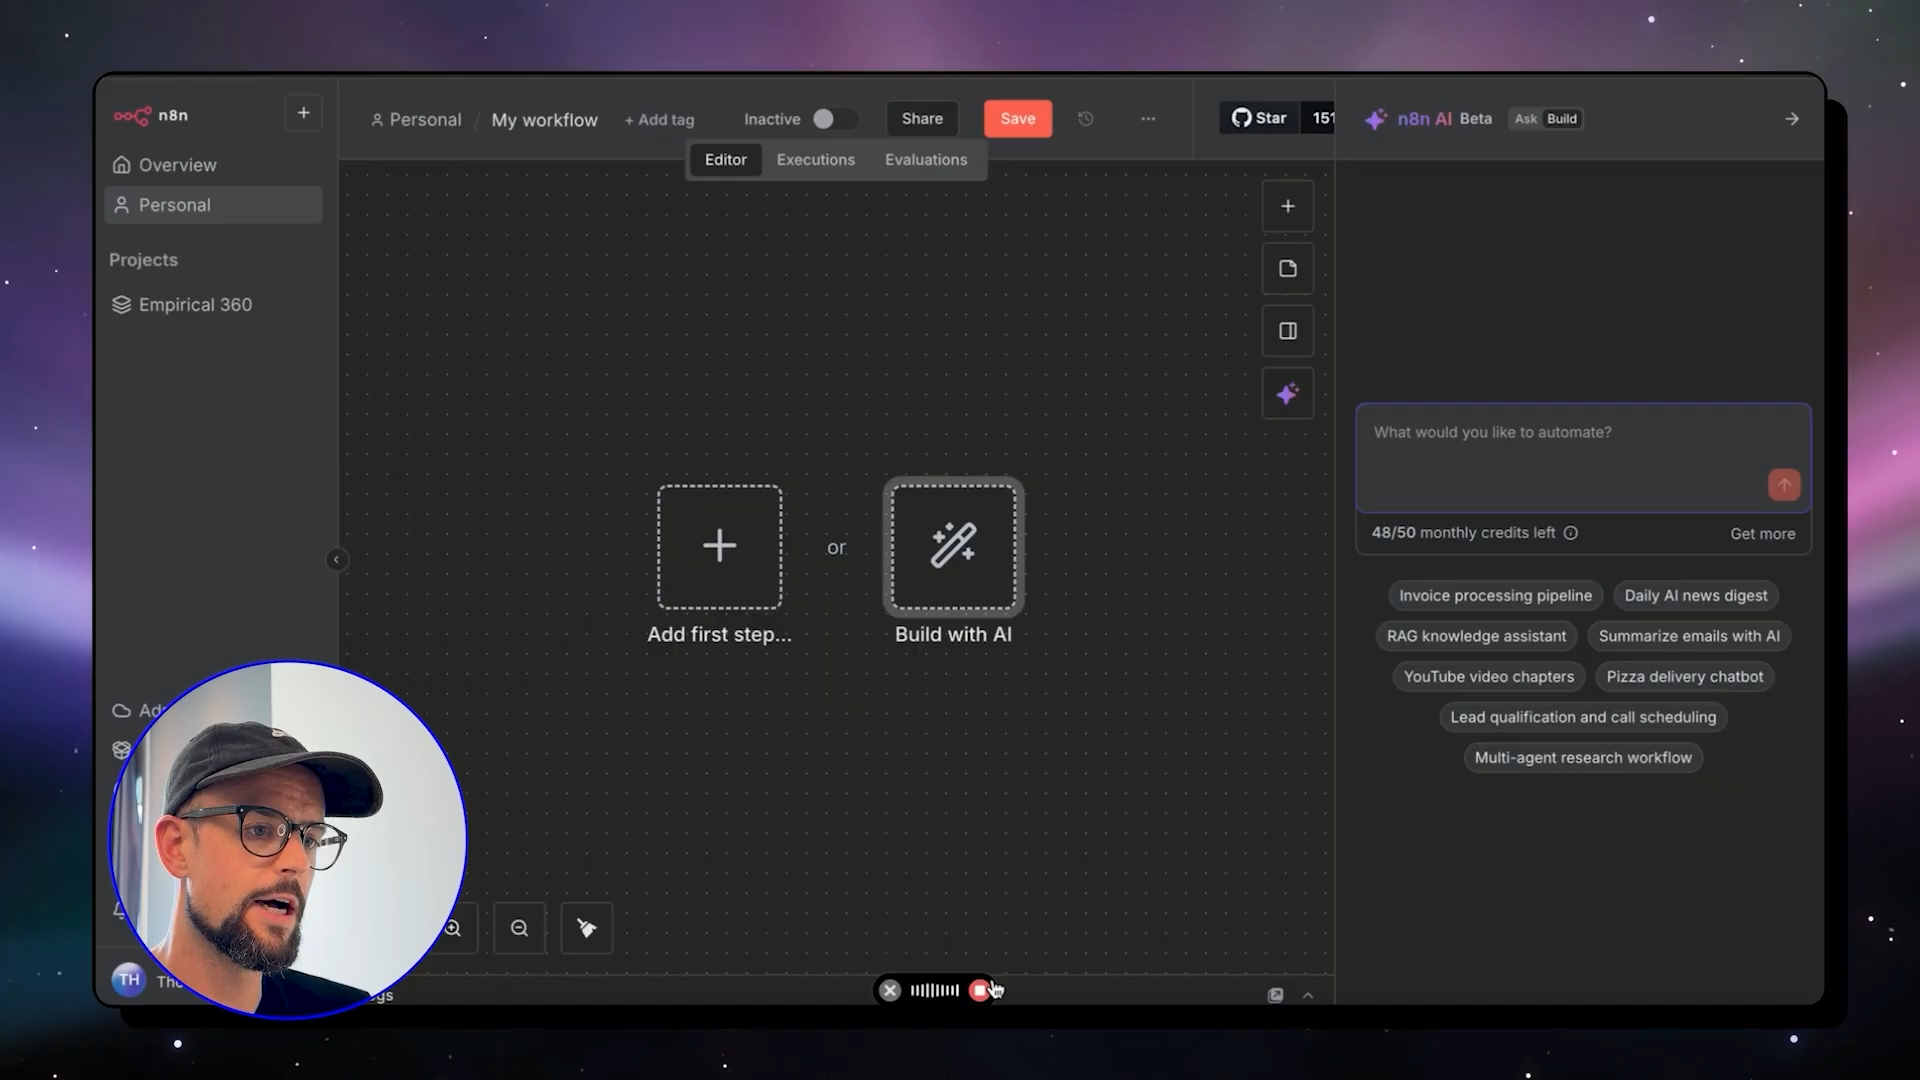 n8n
Personal / My workflow + Add tag Inactive Share Save Star 151
n8n AI Beta Ask Build
Editor Executions Evaluations
Overview
Personal
Projects
Empirical 360
What would you like to automate?
48/50 monthly credits left Get more
or
Add first step... Build with AI
Invoice processing pipeline Daily AI news digest
RAG knowledge assistant Summarize emails with AI
YouTube video chapters Pizza delivery chatbot
Lead qualification and call scheduling
Multi-agent research workflow
TH